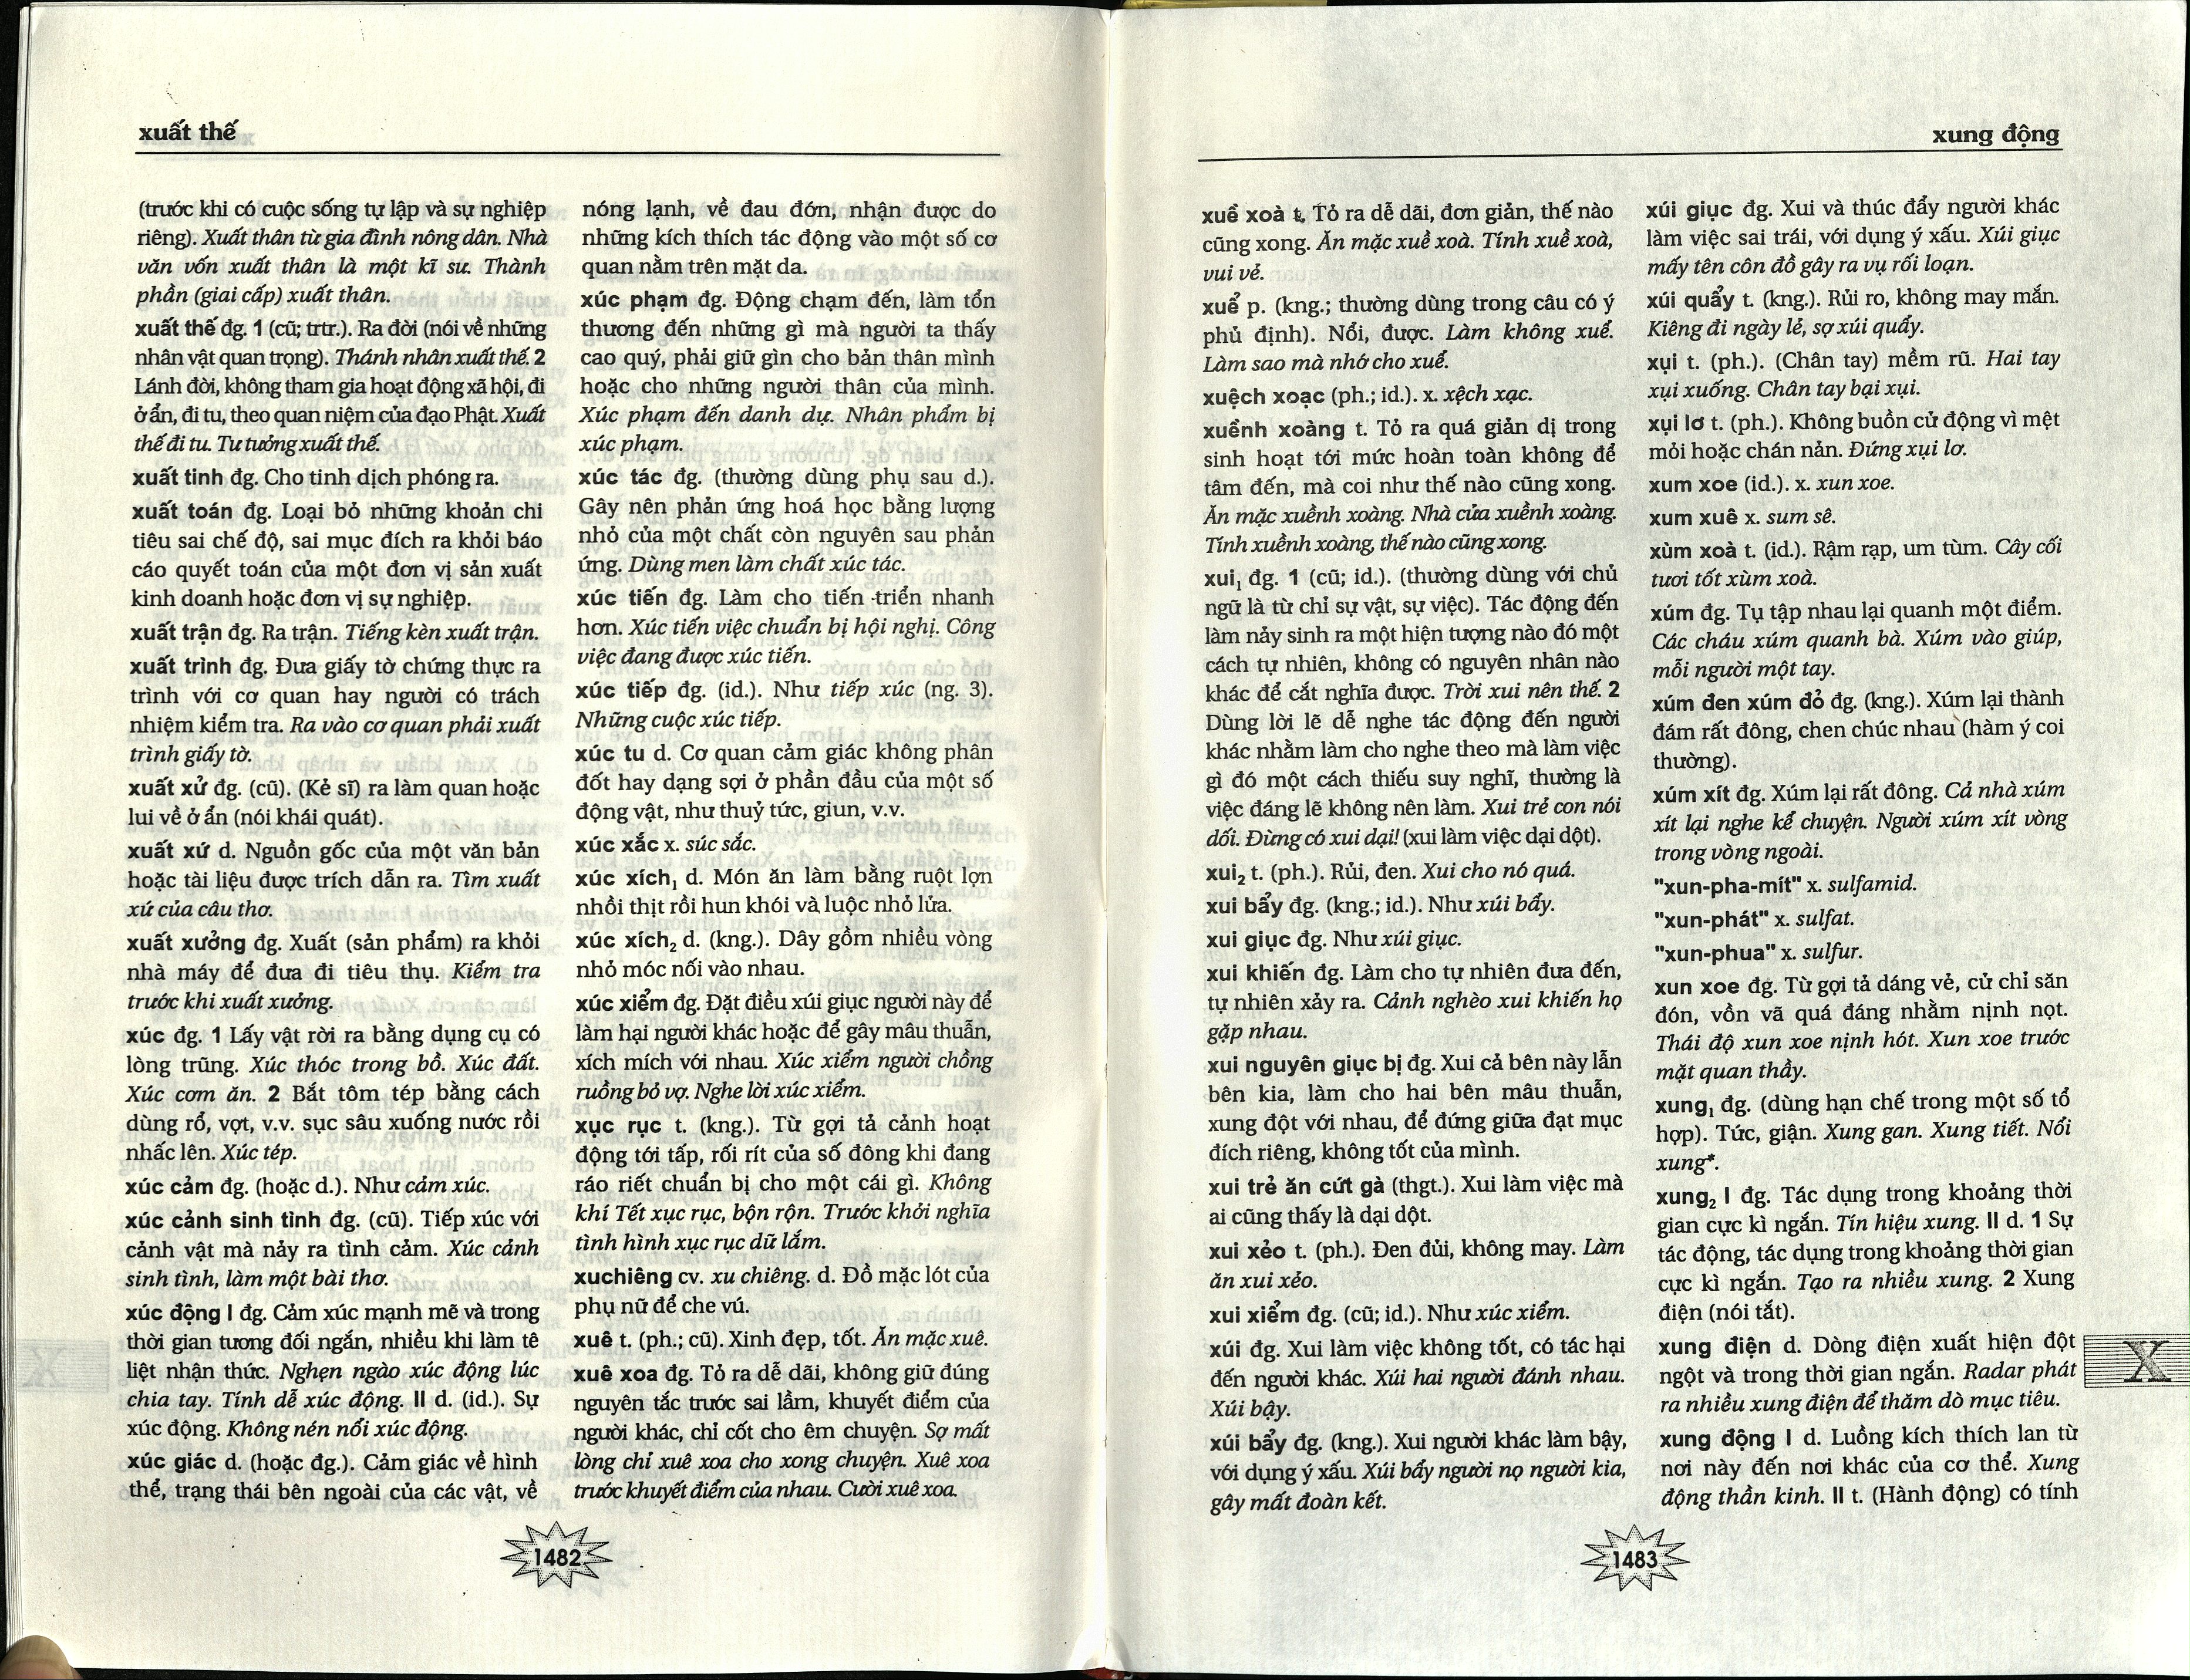 xuất thế
(trước khi có cuộc sống tự lập và sự nghiệp
riêng). Xuất thân từ gia đình nông dân. Nhà
văn vốn xuất thân là một kĩ sư. Thành
phần (giai cấp) xuất thân.
xuất thế đg. 1 (cũ; trtr.). Ra đời (nói về những
nhân vật quan trọng). Thánh nhân xuất thế. 2
Lánh đời, không tham gia hoạt động xã hội, đi
ở ẩn, đi tu, theo quan niệm của đạo Phật. Xuất
thế đi tu. Tư tưởng xuất thế.
xuất tinh đg. Cho tinh dịch phóng ra.
xuất toán đg. Loại bỏ những khoản chi
tiêu sai chế độ, sai mục đích ra khỏi báo
cáo quyết toán của một đơn vị sản xuất
kinh doanh hoặc đơn vị sự nghiệp.
xuất trận đg. Ra trận. Tiếng kèn xuất trận.
xuất trình đg. Đưa giấy tờ chứng thực ra
trình với cơ quan hay người có trách
nhiệm kiểm tra. Ra vào cơ quan phải xuất
trình giấy tờ.
xuất xử đg. (cũ). (Kẻ sĩ) ra làm quan hoặc
lui về ở ẩn (nói khái quát).
xuất xứ d. Nguồn gốc của một văn bản
hoặc tài liệu được trích dẫn ra. Tìm xuất
xứ của câu thơ.
xuất xưởng đg. Xuất (sản phẩm) ra khỏi
nhà máy để đưa đi tiêu thụ. Kiểm tra
trước khi xuất xưởng.
xúc đg. 1 Lấy vật rời ra bằng dụng cụ có
lòng trũng. Xúc thóc trong bồ. Xúc đất.
Xúc cơm ăn. 2 Bắt tôm tép bằng cách
dùng rổ, vợt, v.v. sục sâu xuống nước rồi
nhấc lên. Xúc tép.
xúc cảm đg. (hoặc d.). Như cảm xúc.
xúc cảnh sinh tình đg. (cũ). Tiếp xúc với
cảnh vật mà nảy ra tình cảm. Xúc cảnh
sinh tình, làm một bài thơ.
xúc động I đg. Cảm xúc mạnh mẽ và trong
thời gian tương đối ngắn, nhiều khi làm tê
liệt nhận thức. Nghẹn ngào xúc động lúc
chia tay. Tính dễ xúc động. II d. (id.). Sự
xúc động. Không nén nổi xúc động.
xúc giác d. (hoặc đg.). Cảm giác về hình
thể, trạng thái bên ngoài của các vật, về
nóng lạnh, về đau đớn, nhận được do
những kích thích tác động vào một số cơ
quan nằm trên mặt da.
xúc phạm đg. Động chạm đến, làm tổn
thương đến những gì mà người ta thấy
cao quý, phải giữ gìn cho bản thân mình
hoặc cho những người thân của mình.
Xúc phạm đến danh dự. Nhân phẩm bị
xúc phạm.
xúc tác đg. (thường dùng phụ sau d.).
Gây nên phản ứng hoá học bằng lượng
nhỏ của một chất còn nguyên sau phản
ứng. Dùng men làm chất xúc tác.
xúc tiến đg. Làm cho tiến triển nhanh
hơn. Xúc tiến việc chuẩn bị hội nghị. Công
việc đang được xúc tiến.
xúc tiếp đg. (id.). Như tiếp xúc (ng. 3).
Những cuộc xúc tiếp.
xúc tu d. Cơ quan cảm giác không phân
đốt hay dạng sợi ở phần đầu của một số
động vật, như thuỷ tức, giun, v.v.
xúc xắc x. súc sắc.
xúc xích₁ d. Món ăn làm bằng ruột lợn
nhồi thịt rồi hun khói và luộc nhỏ lửa.
xúc xích₂ d. (kng.). Dây gồm nhiều vòng
nhỏ móc nối vào nhau.
xúc xiểm đg. Đặt điều xúi giục người này để
làm hại người khác hoặc để gây mâu thuẫn,
xích mích với nhau. Xúc xiểm người chồng
ruồng bỏ vợ. Nghe lời xúc xiểm.
xục rục t. (kng.). Từ gợi tả cảnh hoạt
động tới tấp, rối rít của số đông khi đang
ráo riết chuẩn bị cho một cái gì. Không
khí Tết xục rục, bộn rộn. Trước khởi nghĩa
tình hình xục rục dữ lắm.
xuchiêng cv. xu chiêng. d. Đồ mặc lót của
phụ nữ để che vú.
xuê t. (ph.; cũ). Xinh đẹp, tốt. Ăn mặc xuê.
xuê xoa đg. Tỏ ra dễ dãi, không giữ đúng
nguyên tắc trước sai lầm, khuyết điểm của
người khác, chỉ cốt cho êm chuyện. Sợ mất
lòng chỉ xuê xoa cho xong chuyện. Xuê xoa
trước khuyết điểm của nhau. Cười xuê xoa.
1482
xung động
xuề xoà t. Tỏ ra dễ dãi, đơn giản, thế nào
cũng xong. Ăn mặc xuề xoà. Tính xuề xoà,
vui vẻ.
xuể p. (kng.; thường dùng trong câu có ý
phủ định). Nổi, được. Làm không xuể.
Làm sao mà nhớ cho xuể.
xuệch xoạc (ph.; id.). x. xệch xạc.
xuềnh xoàng t. Tỏ ra quá giản dị trong
sinh hoạt tới mức hoàn toàn không để
tâm đến, mà coi như thế nào cũng xong.
Ăn mặc xuềnh xoàng. Nhà cửa xuềnh xoàng.
Tính xuềnh xoàng, thế nào cũng xong.
xui₁ đg. 1 (cũ; id.). (thường dùng với chủ
ngữ là từ chỉ sự vật, sự việc). Tác động đến
làm nảy sinh ra một hiện tượng nào đó một
cách tự nhiên, không có nguyên nhân nào
khác để cắt nghĩa được. Trời xui nên thế. 2
Dùng lời lẽ dễ nghe tác động đến người
khác nhằm làm cho nghe theo mà làm việc
gì đó một cách thiếu suy nghĩ, thường là
việc đáng lẽ không nên làm. Xui trẻ con nói
dối. Đừng có xui dại! (xui làm việc dại dột).
xui₂ t. (ph.). Rủi, đen. Xui cho nó quá.
xui bẩy đg. (kng.; id.). Như xúi bẩy.
xui giục đg. Như xúi giục.
xui khiến đg. Làm cho tự nhiên đưa đến,
tự nhiên xảy ra. Cảnh nghèo xui khiến họ
gặp nhau.
xui nguyên giục bị đg. Xui cả bên này lẫn
bên kia, làm cho hai bên mâu thuẫn,
xung đột với nhau, để đứng giữa đạt mục
đích riêng, không tốt của mình.
xui trẻ ăn cứt gà (thgt.). Xui làm việc mà
ai cũng thấy là dại dột.
xui xẻo t. (ph.). Đen đủi, không may. Làm
ăn xui xẻo.
xui xiểm đg. (cũ; id.). Như xúc xiểm.
xúi đg. Xui làm việc không tốt, có tác hại
đến người khác. Xúi hai người đánh nhau.
Xúi bậy.
xúi bẩy đg. (kng.). Xui người khác làm bậy,
với dụng ý xấu. Xúi bẩy người nọ người kia,
gây mất đoàn kết.
xúi giục đg. Xui và thúc đẩy người khác
làm việc sai trái, với dụng ý xấu. Xúi giục
mấy tên côn đồ gây ra vụ rối loạn.
xúi quẩy t. (kng.). Rủi ro, không may mắn.
Kiêng đi ngày lẻ, sợ xúi quẩy.
xụi t. (ph.). (Chân tay) mềm rũ. Hai tay
xụi xuống. Chân tay bại xụi.
xụi lơ t. (ph.). Không buồn cử động vì mệt
mỏi hoặc chán nản. Đứng xụi lơ.
xum xoe (id.). x. xun xoe.
xum xuê x. sum sê.
xùm xoà t. (id.). Rậm rạp, um tùm. Cây cối
tươi tốt xùm xoà.
xúm đg. Tụ tập nhau lại quanh một điểm.
Các cháu xúm quanh bà. Xúm vào giúp,
mỗi người một tay.
xúm đen xúm đỏ đg. (kng.). Xúm lại thành
đám rất đông, chen chúc nhau (hàm ý coi
thường).
xúm xít đg. Xúm lại rất đông. Cả nhà xúm
xít lại nghe kể chuyện. Người xúm xít vòng
trong vòng ngoài.
"xun-pha-mít" x. sulfamid.
"xun-phát" x. sulfat.
"xun-phua" x. sulfur.
xun xoe đg. Từ gợi tả dáng vẻ, cử chỉ săn
đón, vồn vã quá đáng nhằm nịnh nọt.
Thái độ xun xoe nịnh hót. Xun xoe trước
mặt quan thầy.
xung₁ đg. (dùng hạn chế trong một số tổ
hợp). Tức, giận. Xung gan. Xung tiết. Nổi
xung*.
xung₂ I đg. Tác dụng trong khoảng thời
gian cực kì ngắn. Tín hiệu xung. II d. 1 Sự
tác động, tác dụng trong khoảng thời gian
cực kì ngắn. Tạo ra nhiều xung. 2 Xung
điện (nói tắt).
xung điện d. Dòng điện xuất hiện đột
ngột và trong thời gian ngắn. Radar phát
ra nhiều xung điện để thăm dò mục tiêu.
xung động I d. Luồng kích thích lan từ
nơi này đến nơi khác của cơ thể. Xung
động thần kinh. II t. (Hành động) có tính
X
1483